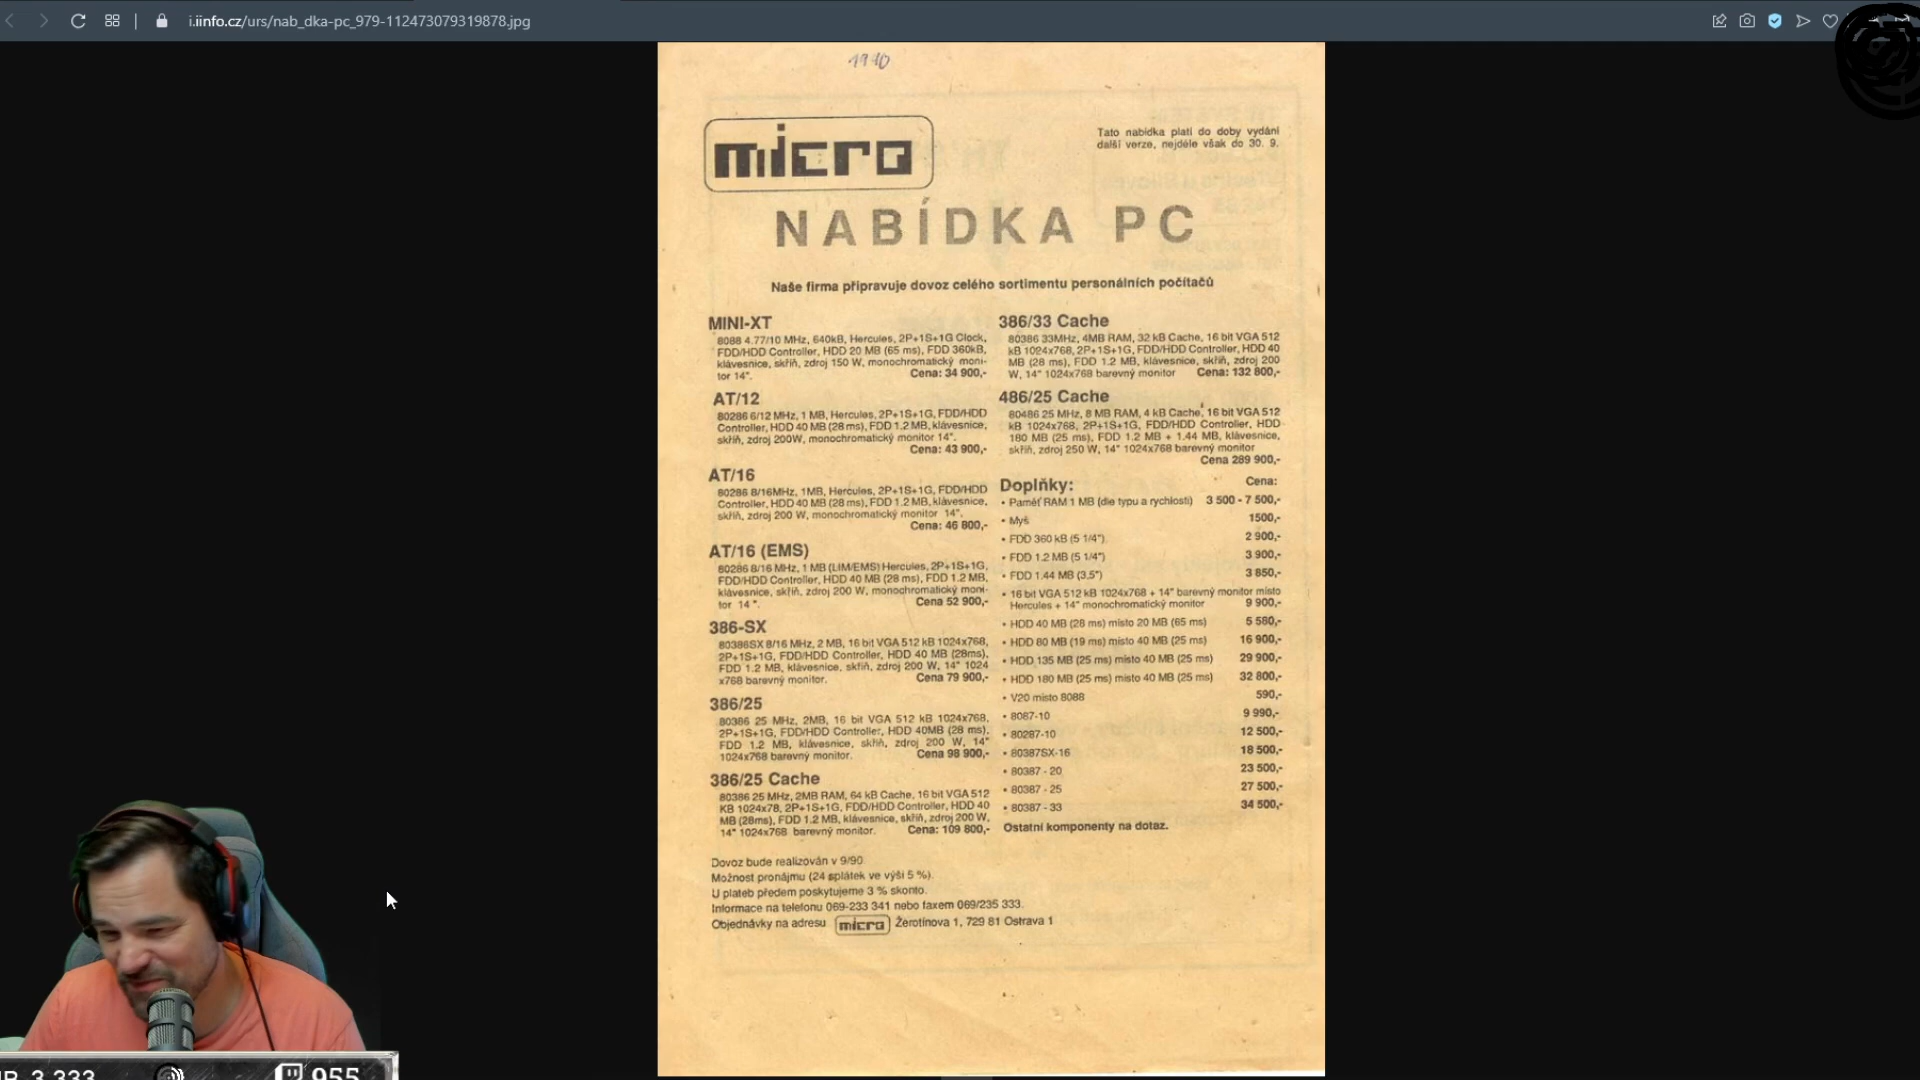 i.iinfo.cz/urs/nab_dka-pc_979-112473079319878.jpg
1990
micro
Tato nabídka platí do doby vydání
další verze, nejdéle však do 30. 9.
NABÍDKA PC
Naše firma připravuje dovoz celého sortimentu personálních počítačů
MINI-XT
8088 4.77/10 MHz, 640kB, Hercules, 2P+1S+1G Clock,
FDD/HDD Controller, HDD 20 MB (65 ms), FDD 360kB,
klávesnice, skříň, zdroj 150 W, monochromatický moni-
tor 14". Cena: 34 900,-
AT/12
80286 6/12 MHz, 1 MB, Hercules, 2P+1S+1G, FDD/HDD
Controller, HDD 40 MB (28 ms), FDD 1.2 MB, klávesnice,
skříň, zdroj 200W, monochromatický monitor 14".
Cena: 43 900,-
AT/16
80286 8/16MHz, 1MB, Hercules, 2P+1S+1G, FDD/HDD
Controller, HDD 40 MB (28 ms), FDD 1.2 MB, klávesnice,
skříň, zdroj 200 W, monochromatický monitor 14".
Cena: 46 800,-
AT/16 (EMS)
80286 8/16 MHz, 1 MB (LIM/EMS) Hercules, 2P+1S+1G,
FDD/HDD Controller, HDD 40 MB (28 ms), FDD 1.2 MB,
klávesnice, skříň, zdroj 200 W, monochromatický moni-
tor 14 ". Cena 52 900,-
386-SX
80386SX 8/16 MHz, 2 MB, 16 bit VGA 512 kB 1024x768,
2P+1S+1G, FDD/HDD Controller, HDD 40 MB (28ms),
FDD 1.2 MB, klávesnice, skříň, zdroj 200 W, 14" 1024
x768 barevný monitor. Cena 79 900,-
386/25
80386 25 MHz, 2MB, 16 bit VGA 512 kB 1024x768,
2P+1S+1G, FDD/HDD Controller, HDD 40MB (28 ms),
FDD 1.2 MB, klávesnice, skříň, zdroj 200 W, 14"
1024x768 barevný monitor. Cena 98 900,-
386/25 Cache
80386 25 MHz, 2MB RAM, 64 kB Cache, 16 bit VGA 512
KB 1024x78, 2P+1S+1G, FDD/HDD Controller, HDD 40
MB (28ms), FDD 1.2 MB, klávesnice, skříň, zdroj 200 W,
14" 1024x768 barevný monitor. Cena: 109 800,-
386/33 Cache
80386 33MHz, 4MB RAM, 32 kB Cache, 16 bit VGA 512
kB 1024x768, 2P+1S+1G, FDD/HDD Controller, HDD 40
MB (28 ms), FDD 1.2 MB, klávesnice, skříň, zdroj 200
W, 14" 1024x768 barevný monitor Cena: 132 800,-
486/25 Cache
80486 25 MHz, 8 MB RAM, 4 kB Cache, 16 bit VGA 512
kB 1024x768, 2P+1S+1G, FDD/HDD Controller, HDD
180 MB (25 ms), FDD 1.2 MB + 1.44 MB, klávesnice,
skříň, zdroj 250 W, 14" 1024x768 barevný monitor
Cena 289 900,-
Doplňky: Cena:
• Paměť RAM 1 MB (dle typu a rychlosti) 3 500 - 7 500,-
• Myš 1500,-
• FDD 360 kB (5 1/4") 2 900,-
• FDD 1.2 MB (5 1/4") 3 900,-
• FDD 1.44 MB (3,5") 3 850,-
• 16 bit VGA 512 kB 1024x768 + 14" barevný monitor místo
Hercules + 14" monochromatický monitor 9 900,-
• HDD 40 MB (28 ms) místo 20 MB (65 ms) 5 580,-
• HDD 80 MB (19 ms) místo 40 MB (25 ms) 16 900,-
• HDD 135 MB (25 ms) místo 40 MB (25 ms) 29 900,-
• HDD 180 MB (25 ms) místo 40 MB (25 ms) 32 800,-
• V20 místo 8088 590,-
• 8087-10 9 990,-
• 80287-10 12 500,-
• 80387SX-16 18 500,-
• 80387 - 20 23 500,-
• 80387 - 25 27 500,-
• 80387 - 33 34 500,-
Ostatní komponenty na dotaz.
Dovoz bude realizován v 9/90.
Možnost pronájmu (24 splátek ve výši 5 %).
U plateb předem poskytujeme 3 % skonto.
Informace na telefonu 069-233 341 nebo faxem 069/235 333.
Objednávky na adresu micro Žerotínova 1, 729 81 Ostrava 1
3 333
955